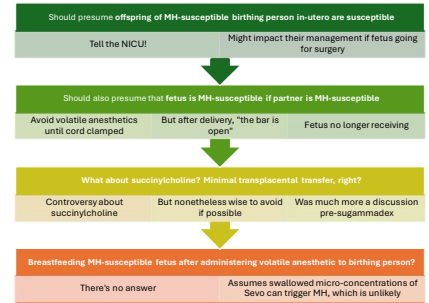 Should presume offspring of MH-susceptible birthing person in-utero are susceptible
Tell the NICU!
Might impact their management if fetus going
for surgery
Should also presume that fetus is MH-susceptible if partner is MH-susceptible
Avoid volatile anesthetics
until cord clamped
But after delivery, "the bar is
open"
Fetus no longer receiving
What about succinylcholine? Minimal transplacental transfer, right?
Controversy about
succinylcholine
But nonetheless wise to avoid
if possible
Was much more a discussion
pre-sugammadex
Breastfeeding MH-susceptible fetus after administering volatile anesthetic to birthing person?
There's no answer
Assumes swallowed micro-concentrations of
Sevo can trigger MH, which is unlikely